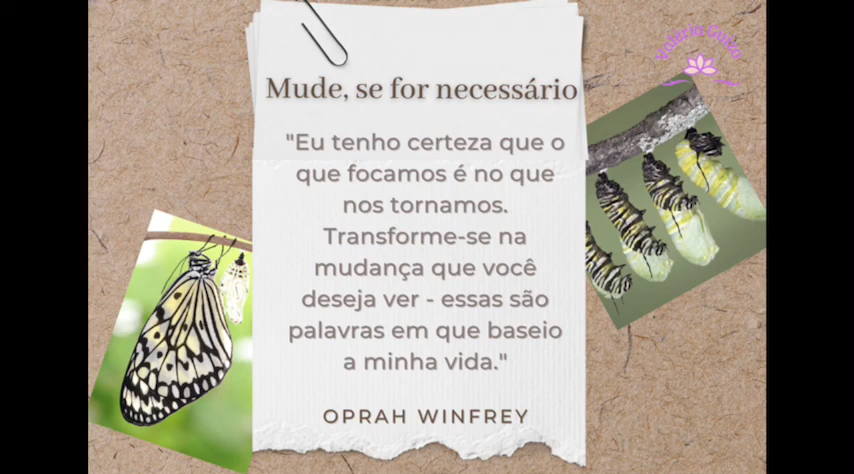 Mude, se for necessário
"Eu tenho certeza que o
que focamos é no que
nos tornamos.
Transforme-se na
mudança que você
deseja ver - essas são
palavras em que baseio
a minha vida."
OPRAH WINFREY